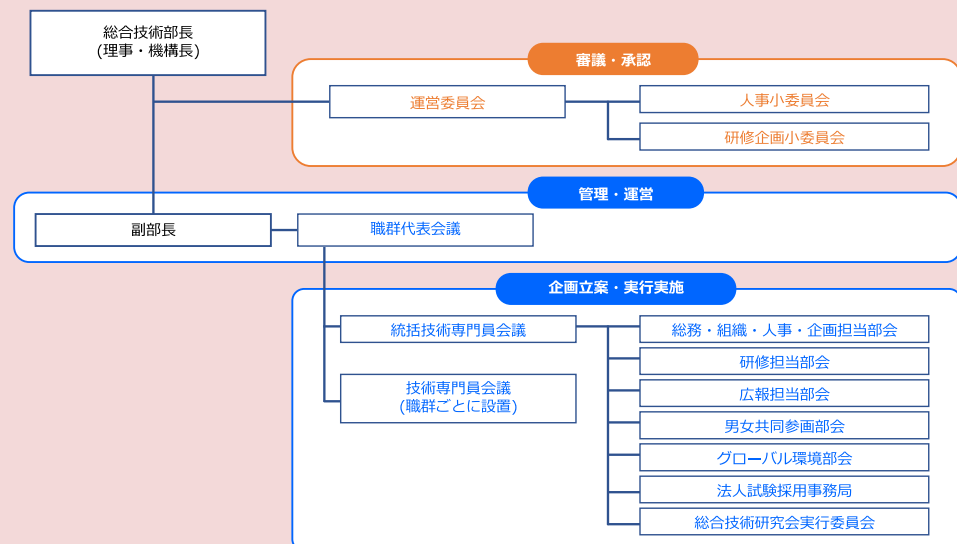 総合技術部長
(理事・機構長)
審議・承認
運営委員会
人事小委員会
研修企画小委員会
管理・運営
副部長
職群代表会議
企画立案・実行実施
統括技術専門員会議
総務・組織・人事・企画担当部会
研修担当部会
技術専門員会議
(職群ごとに設置)
広報担当部会
男女共同参画部会
グローバル環境部会
法人試験採用事務局
総合技術研究会実行委員会